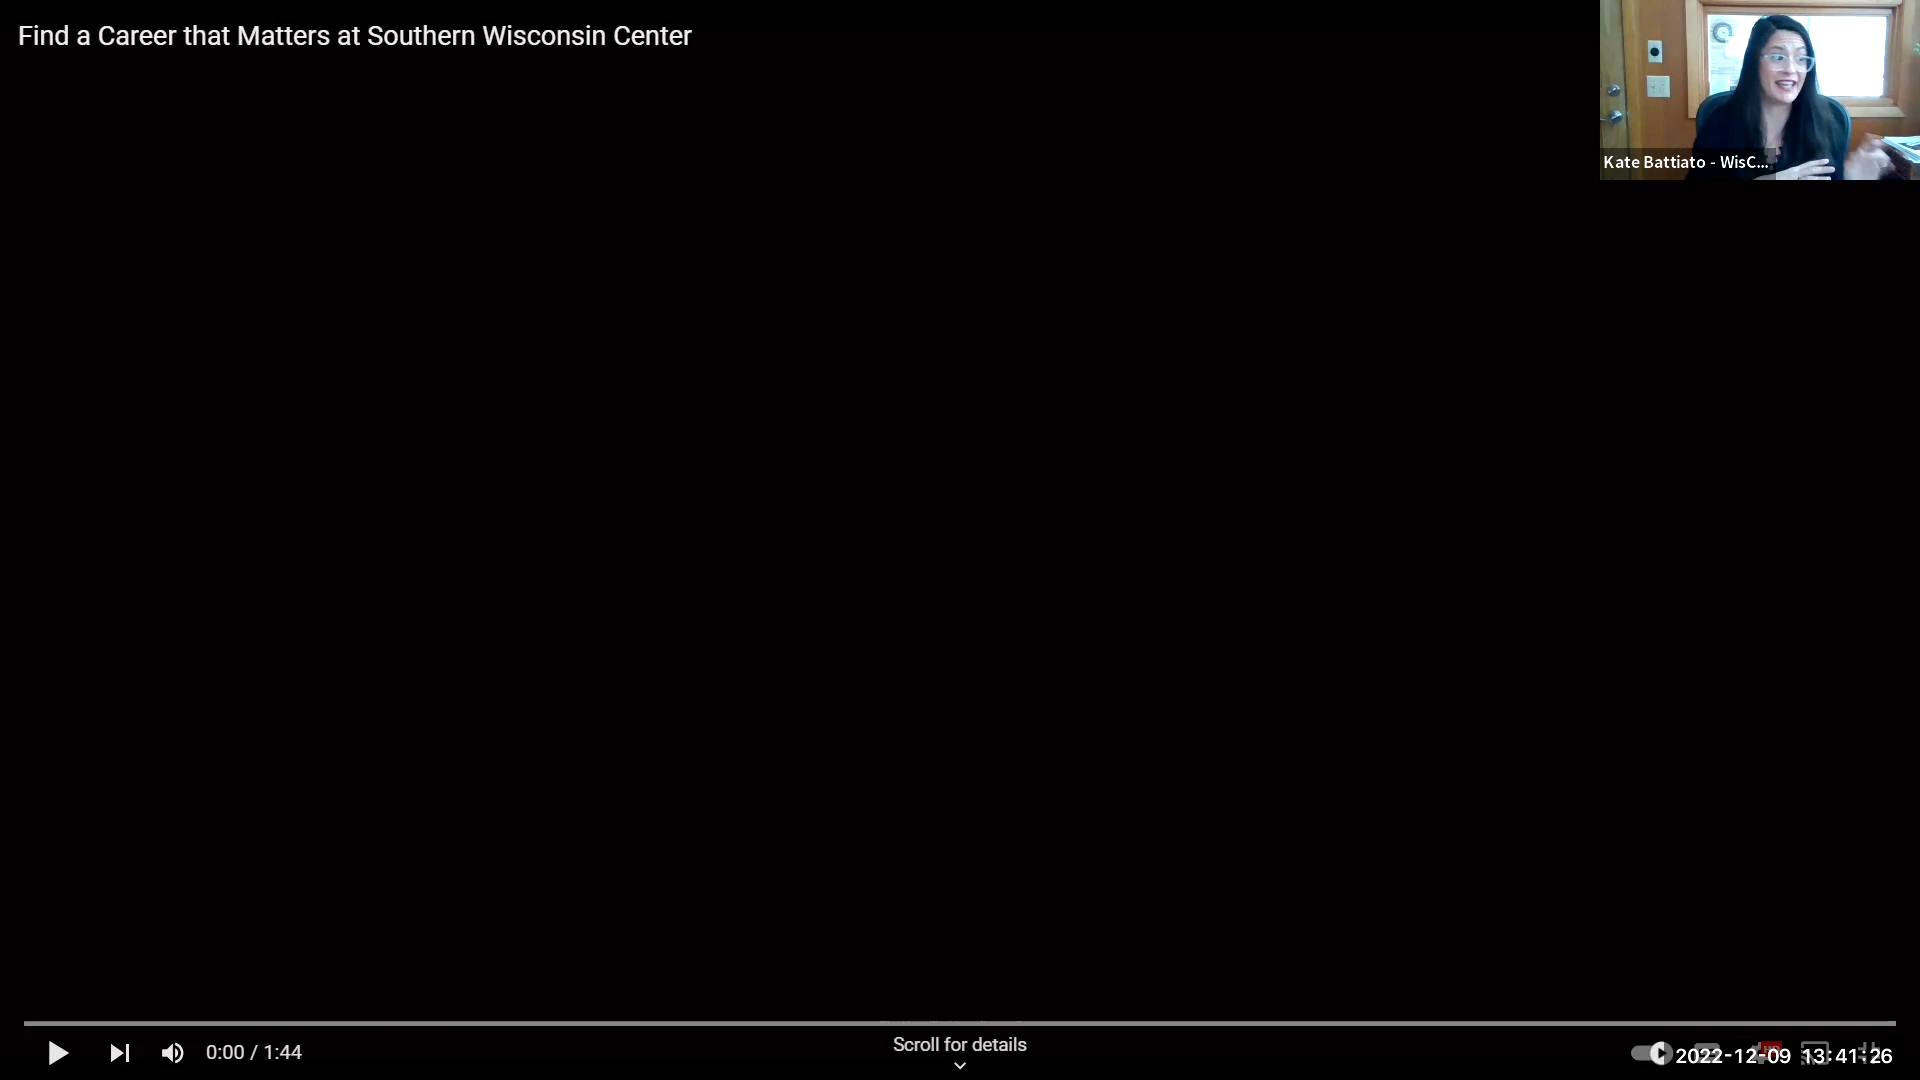 Find a Career that Matters at Southern Wisconsin Center
Kate Battiato - WisC...
0:00 / 1:44
Scroll for details
2022-12-09 13:41:26